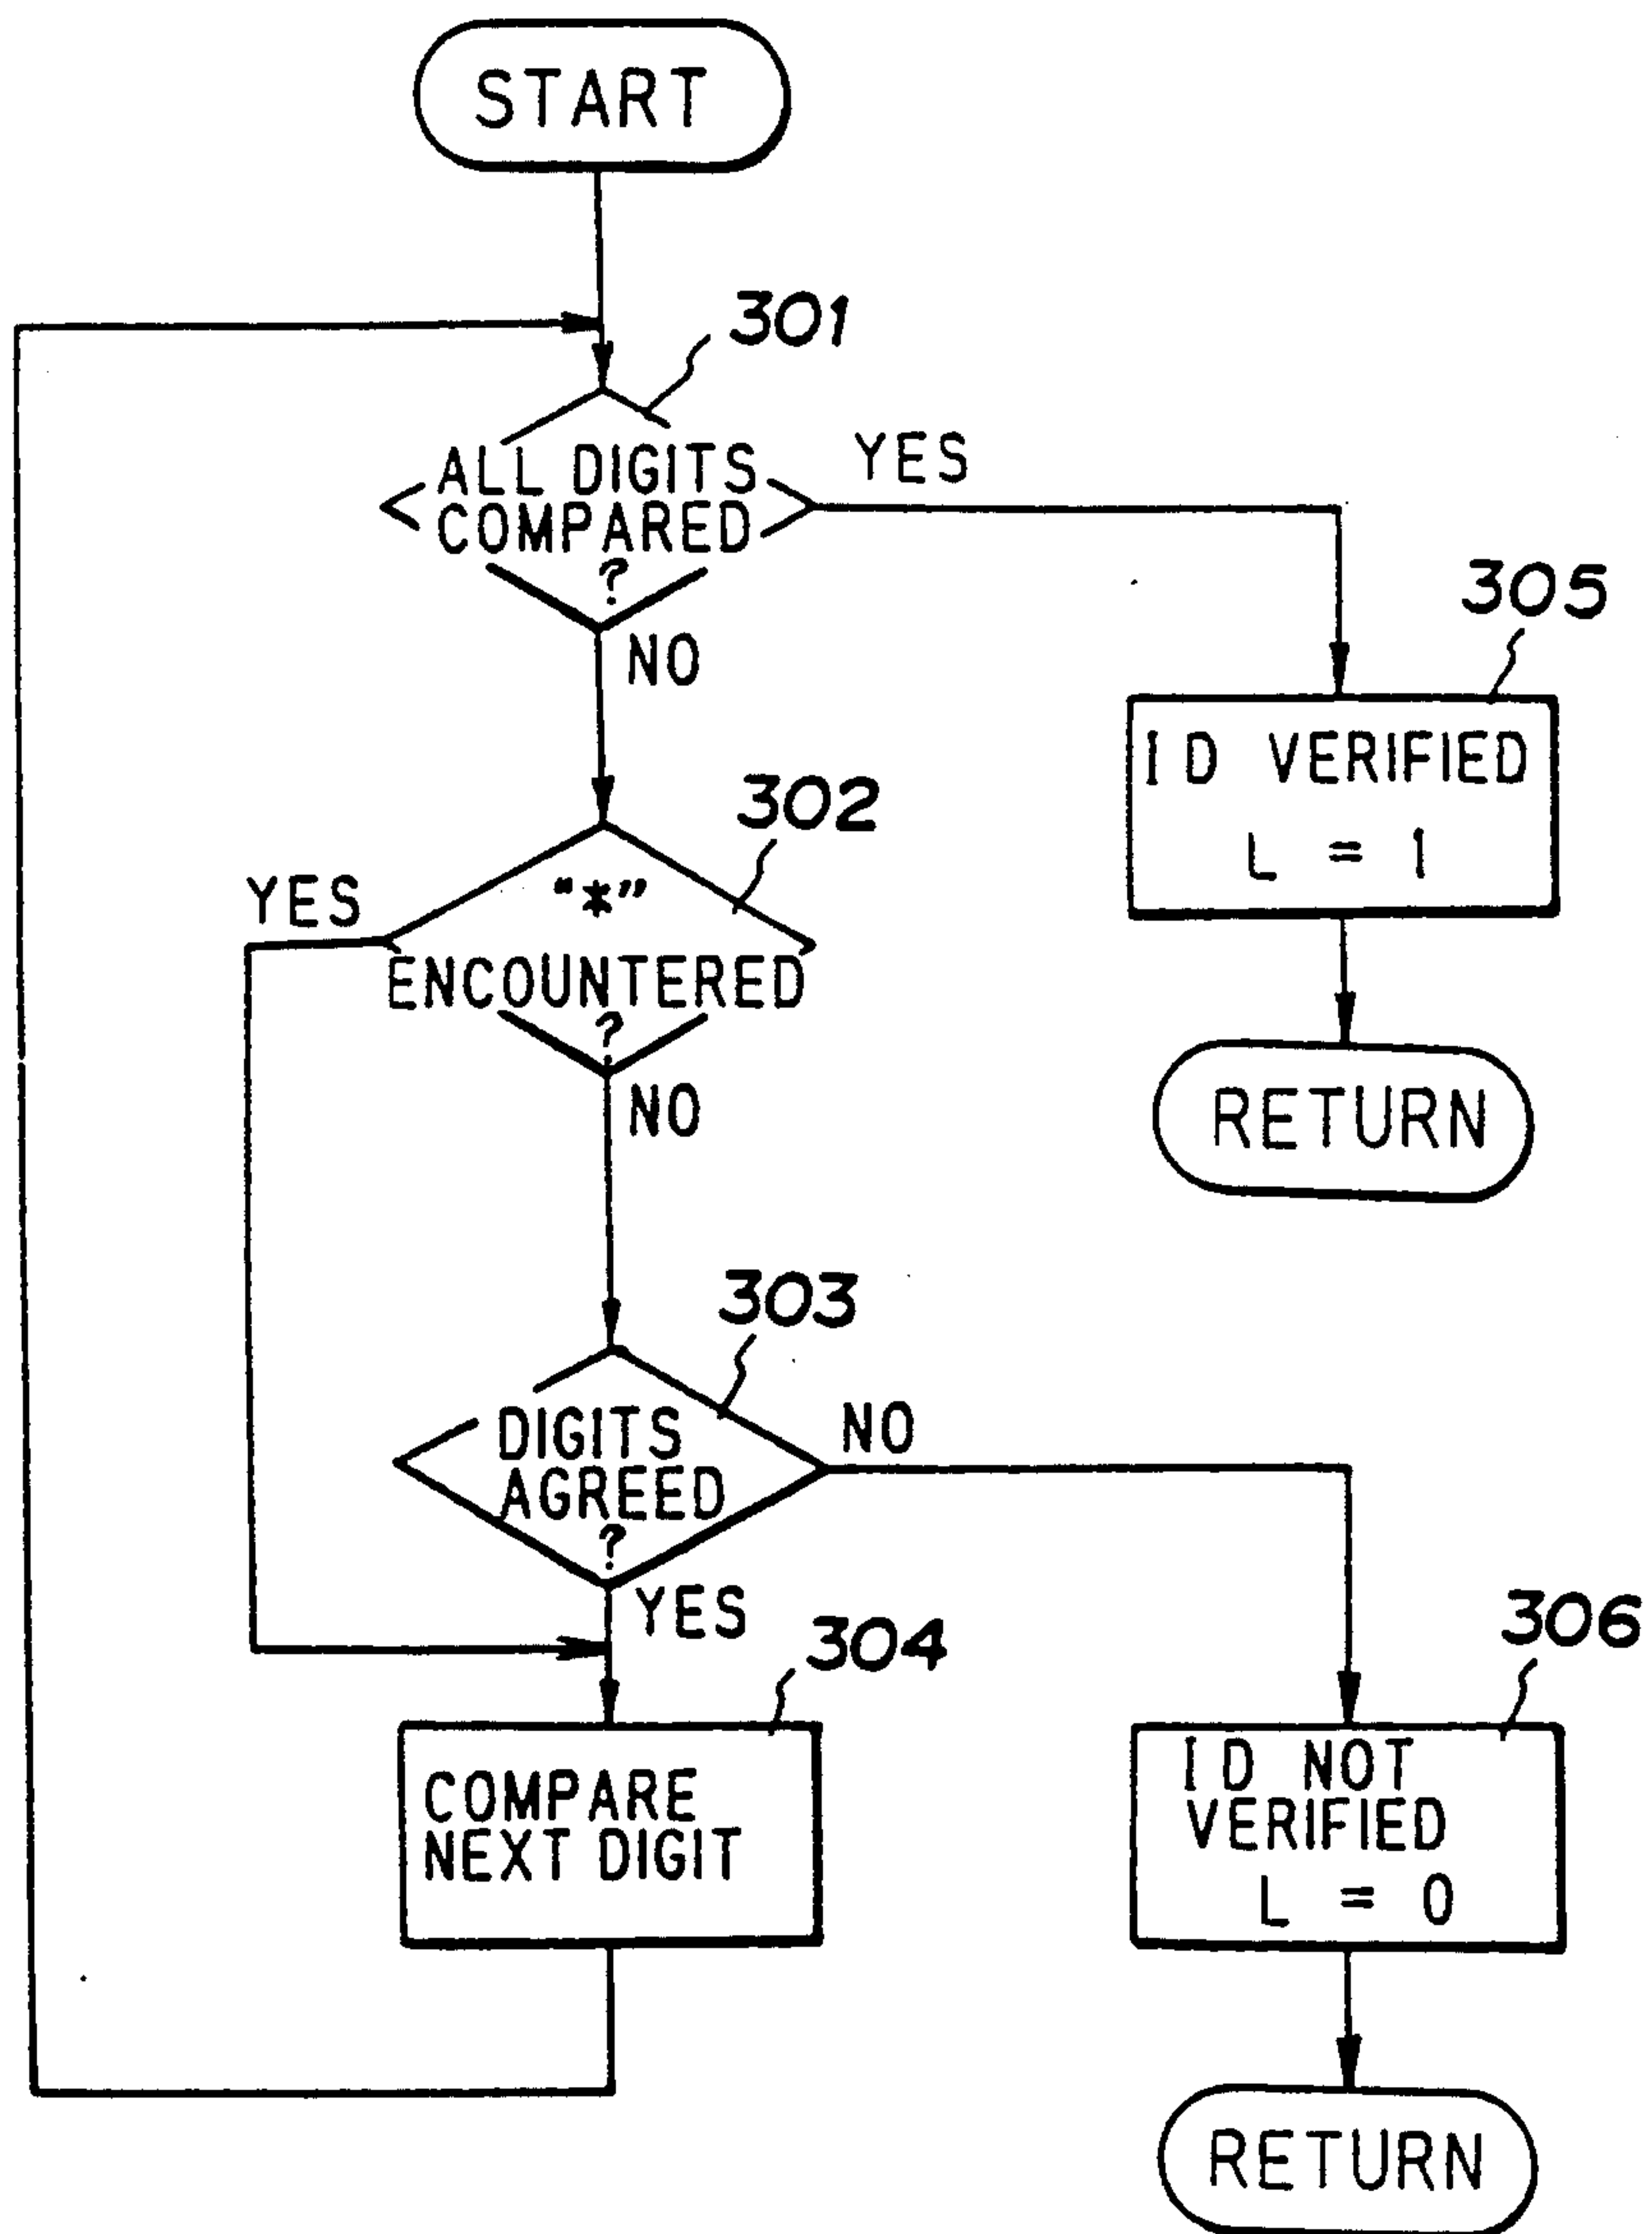 START
301
ALL DIGITS
COMPARED
?
YES
NO
305
ID VERIFIED
L = 1
RETURN
302
"*"
ENCOUNTERED
?
YES
NO
303
DIGITS
AGREED
?
NO
YES
304
COMPARE
NEXT DIGIT
306
ID NOT
VERIFIED
L = 0
RETURN